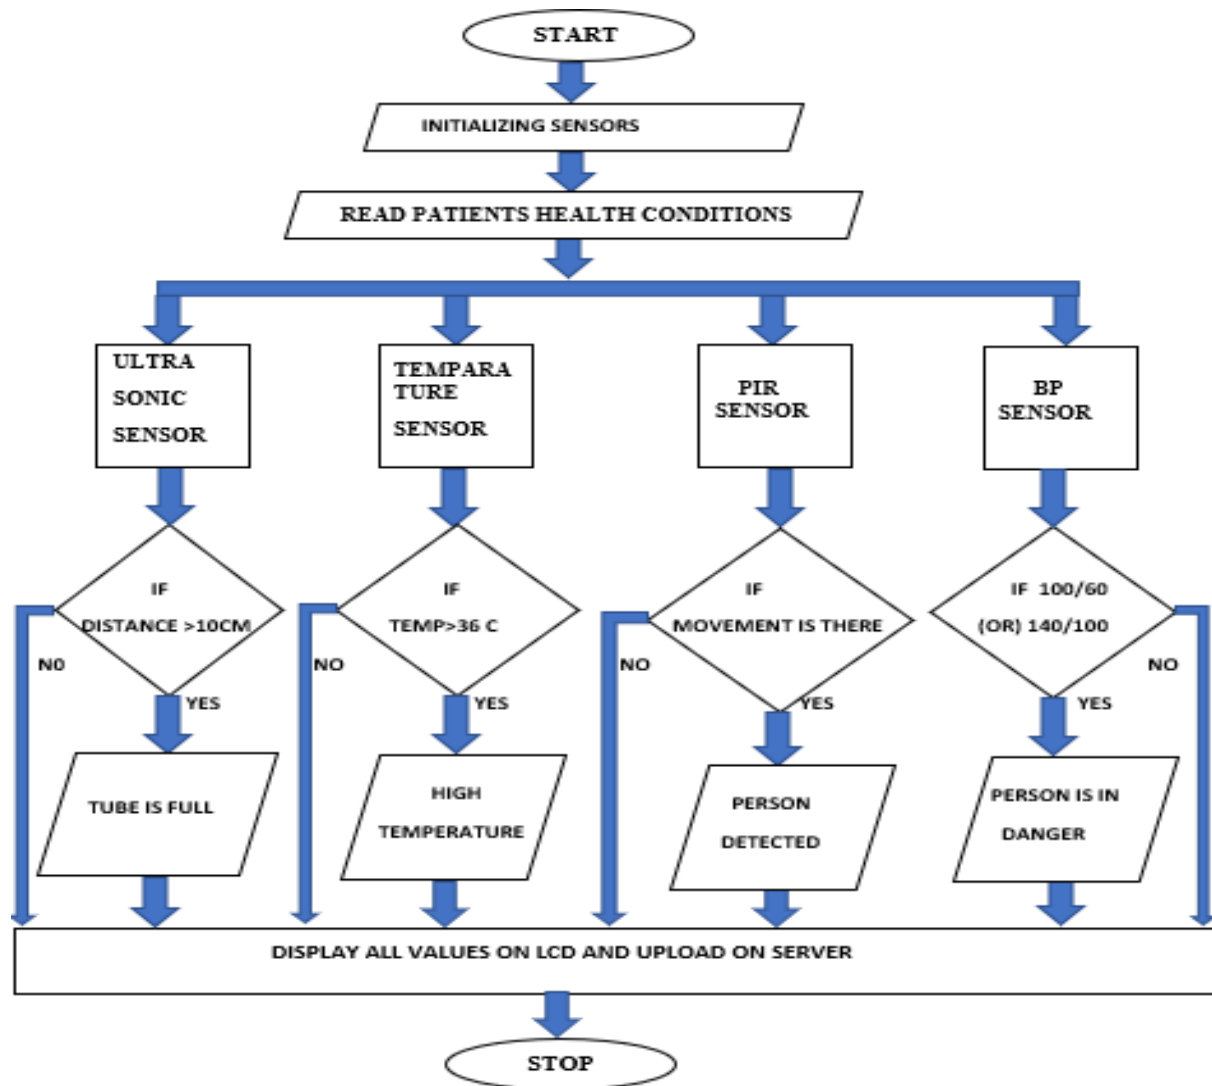 START
INITIALIZING SENSORS
READ PATIENTS HEALTH CONDITIONS
ULTRA
SONIC
SENSOR
TEMPARA
TURE
SENSOR
PIR
SENSOR
BP
SENSOR
IF
DISTANCE >10CM
N0
YES
IF
TEMP>36 C
NO
YES
IF
MOVEMENT IS THERE
NO
YES
IF 100/60
(OR) 140/100
NO
YES
TUBE IS FULL
HIGH
TEMPERATURE
PERSON
DETECTED
PERSON IS IN
DANGER
DISPLAY ALL VALUES ON LCD AND UPLOAD ON SERVER
STOP